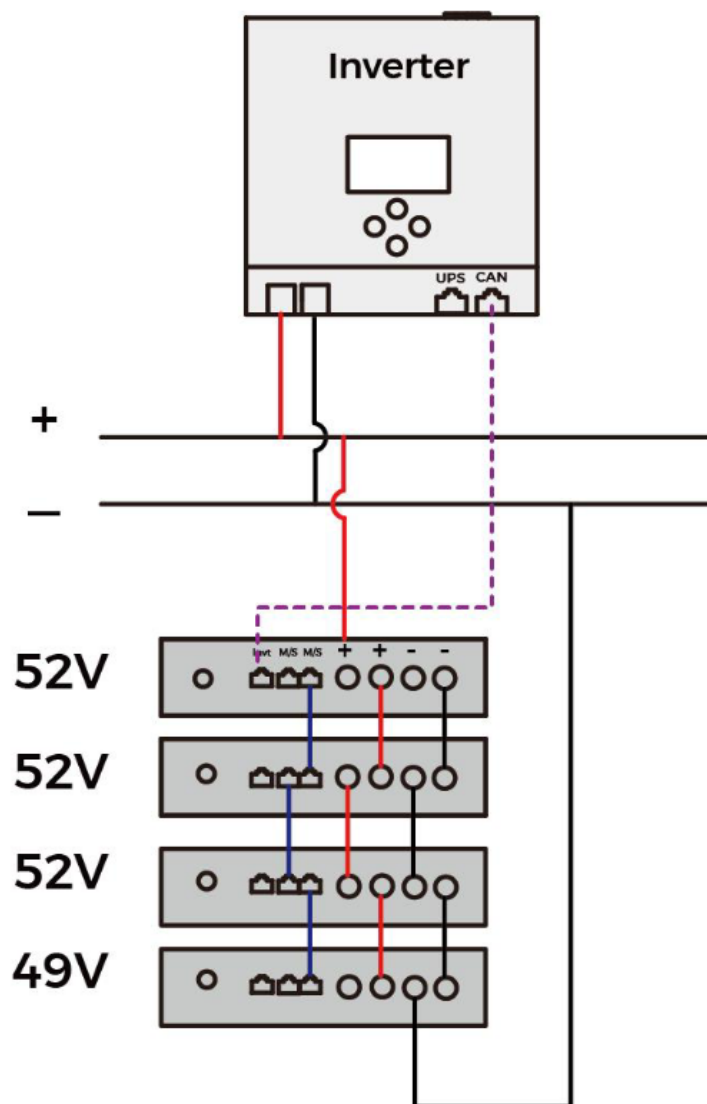 Inverter
UPS CAN
+
−
Invt M/S M/S + + - -
52V
52V
52V
49V